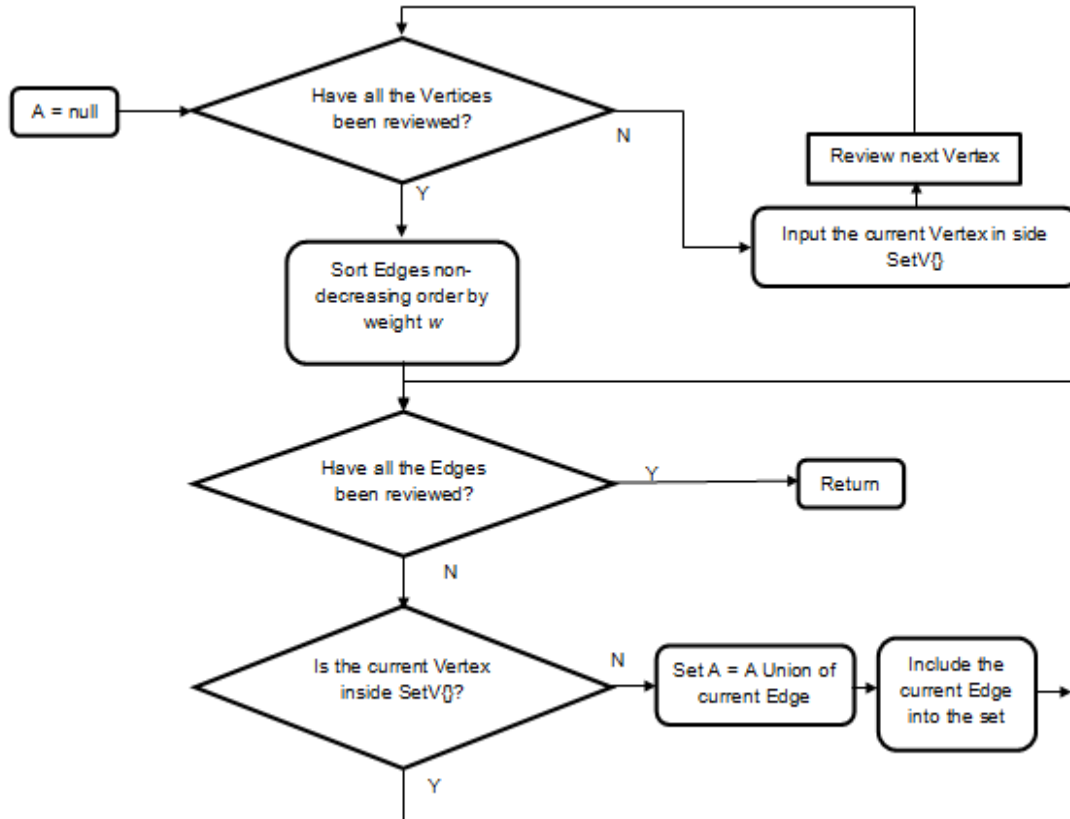 A = null
Have all the Vertices
been reviewed?
N
Y
Review next Vertex
Input the current Vertex in side
SetV{}
Sort Edges non-
decreasing order by
weight w
Have all the Edges
been reviewed?
Y
Return
N
Is the current Vertex
inside SetV{}?
N
Set A = A Union of
current Edge
Include the
current Edge
into the set
Y